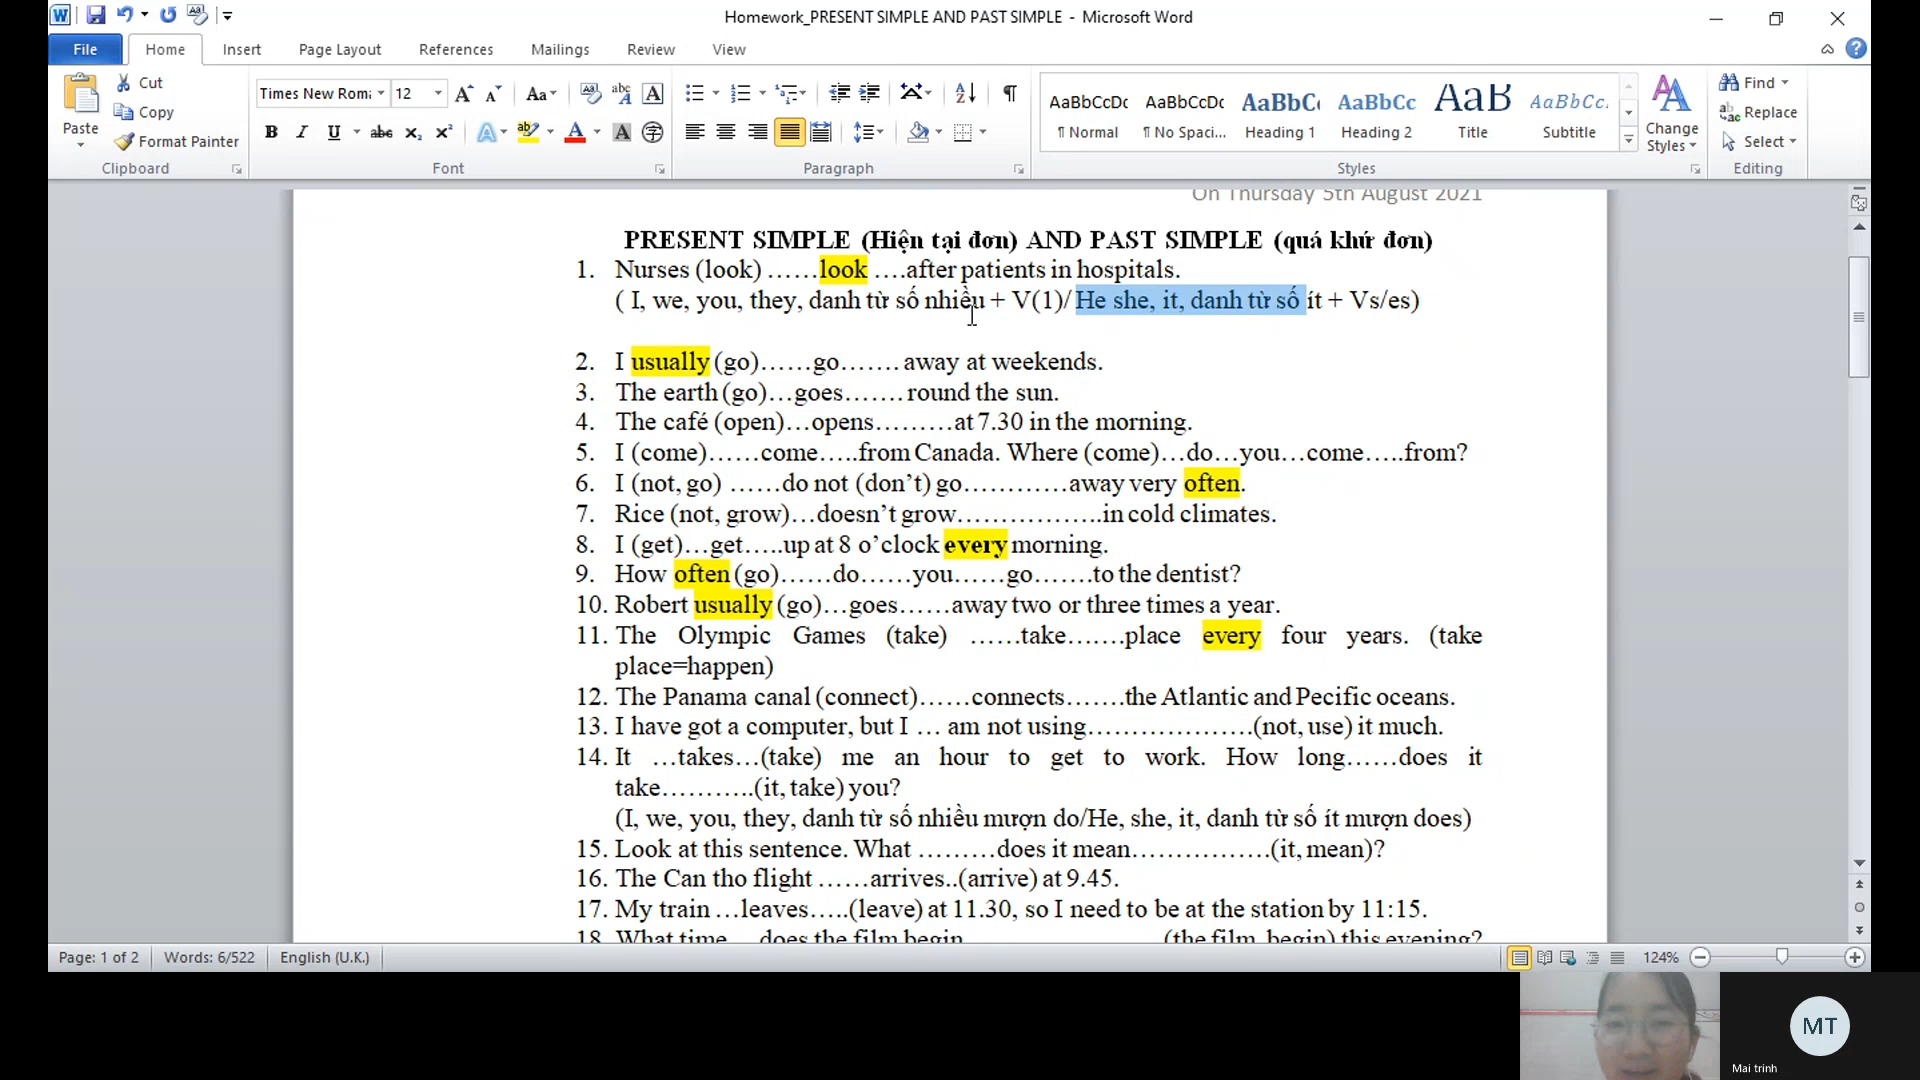 Homework_PRESENT SIMPLE AND PAST SIMPLE - Microsoft Word
File Home Insert Page Layout References Mailings Review View
Paste Cut Copy Format Painter Clipboard
Times New Roma 12 Font
Paragraph
AaBbCcDc AaBbCcDc AaBbC AaBbCc AaB AaBbCc.
¶ Normal ¶ No Spaci... Heading 1 Heading 2 Title Subtitle
Change Styles Styles
Find Replace Select Editing
On Thursday 5th August 2021
PRESENT SIMPLE (Hiện tại đơn) AND PAST SIMPLE (quá khứ đơn)
1. Nurses (look) ……look ….after patients in hospitals.
( I, we, you, they, danh từ số nhiều + V(1)/ He she, it, danh từ số ít + Vs/es)
2. I usually (go)……go……. away at weekends.
3. The earth (go)…goes……. round the sun.
4. The café (open)…opens………at 7.30 in the morning.
5. I (come)……come…..from Canada. Where (come)…do…you…come…..from?
6. I (not, go) ……do not (don’t) go…………away very often.
7. Rice (not, grow)…doesn’t grow……………..in cold climates.
8. I (get)…get…..up at 8 o’clock every morning.
9. How often (go)……do……you……go…….to the dentist?
10. Robert usually (go)…goes……away two or three times a year.
11. The Olympic Games (take) ……take…….place every four years. (take
place=happen)
12. The Panama canal (connect)……connects…….the Atlantic and Pecific oceans.
13. I have got a computer, but I … am not using……………….(not, use) it much.
14. It …takes…(take) me an hour to get to work. How long……does it
take………..(it, take) you?
(I, we, you, they, danh từ số nhiều mượn do/He, she, it, danh từ số ít mượn does)
15. Look at this sentence. What ………does it mean…………….(it, mean)?
16. The Can tho flight ……arrives..(arrive) at 9.45.
17. My train …leaves…..(leave) at 11.30, so I need to be at the station by 11:15.
18. What time … does the film begin (the film, begin) this evening?
Page: 1 of 2 Words: 6/522 English (U.K.) 124%
MT
Mai trinh